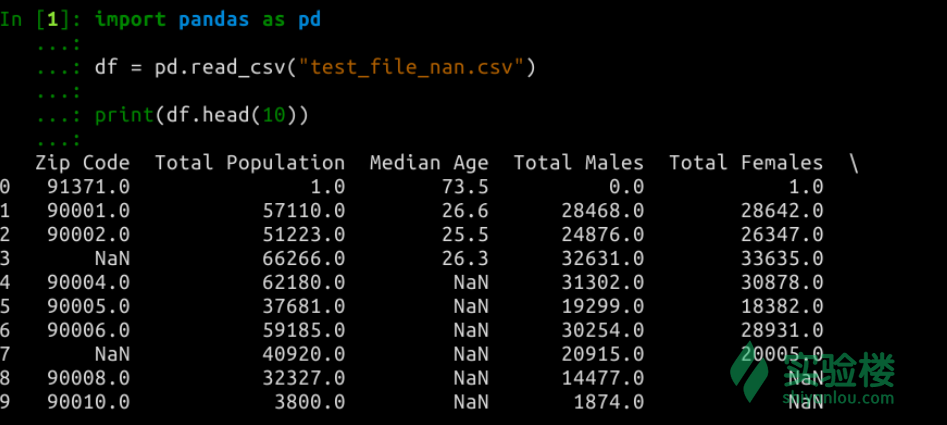 In [1]: import pandas as pd
...:
...: df = pd.read_csv("test_file_nan.csv")
...:
...: print(df.head(10))
...:
Zip Code  Total Population  Median Age  Total Males  Total Females  \
0   91371.0               1.0        73.5          0.0            1.0
1   90001.0           57110.0        26.6      28468.0        28642.0
2   90002.0           51223.0        25.5      24876.0        26347.0
3       NaN           66266.0        26.3      32631.0        33635.0
4   90004.0           62180.0         NaN      31302.0        30878.0
5   90005.0           37681.0         NaN      19299.0        18382.0
6   90006.0           59185.0         NaN      30254.0        28931.0
7       NaN           40920.0         NaN      20915.0        20005.0
8   90008.0           32327.0         NaN      14477.0            NaN
9   90010.0            3800.0         NaN       1874.0            NaN
实验楼
shiyanlou.com